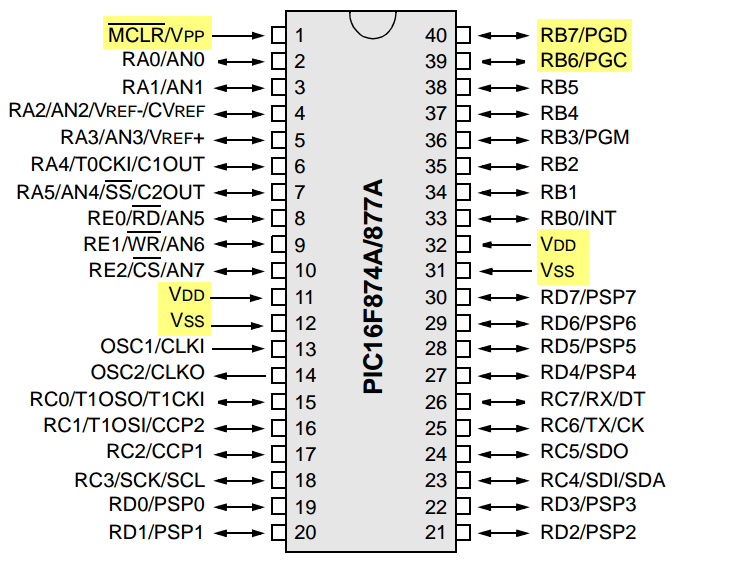 MCLR/VPP 1 40 RB7/PGD
RA0/AN0 2 39 RB6/PGC
RA1/AN1 3 38 RB5
RA2/AN2/VREF-/CVREF 4 37 RB4
RA3/AN3/VREF+ 5 36 RB3/PGM
RA4/T0CKI/C1OUT 6 35 RB2
RA5/AN4/SS/C2OUT 7 34 RB1
RE0/RD/AN5 8 33 RB0/INT
RE1/WR/AN6 9 32 VDD
RE2/CS/AN7 10 31 VSS
VDD 11 30 RD7/PSP7
VSS 12 29 RD6/PSP6
OSC1/CLKI 13 28 RD5/PSP5
OSC2/CLKO 14 27 RD4/PSP4
RC0/T1OSO/T1CKI 15 26 RC7/RX/DT
RC1/T1OSI/CCP2 16 25 RC6/TX/CK
RC2/CCP1 17 24 RC5/SDO
RC3/SCK/SCL 18 23 RC4/SDI/SDA
RD0/PSP0 19 22 RD3/PSP3
RD1/PSP1 20 21 RD2/PSP2
PIC16F874A/877A